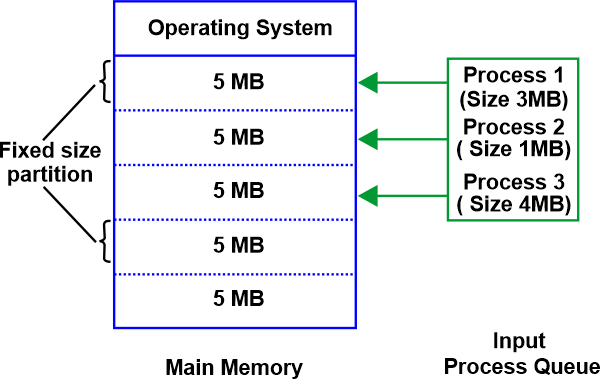 Operating System
5 MB
5 MB
5 MB
5 MB
5 MB
Fixed size
partition
Process 1
(Size 3MB)
Process 2
( Size 1MB)
Process 3
( Size 4MB)
Main Memory
Input
Process Queue